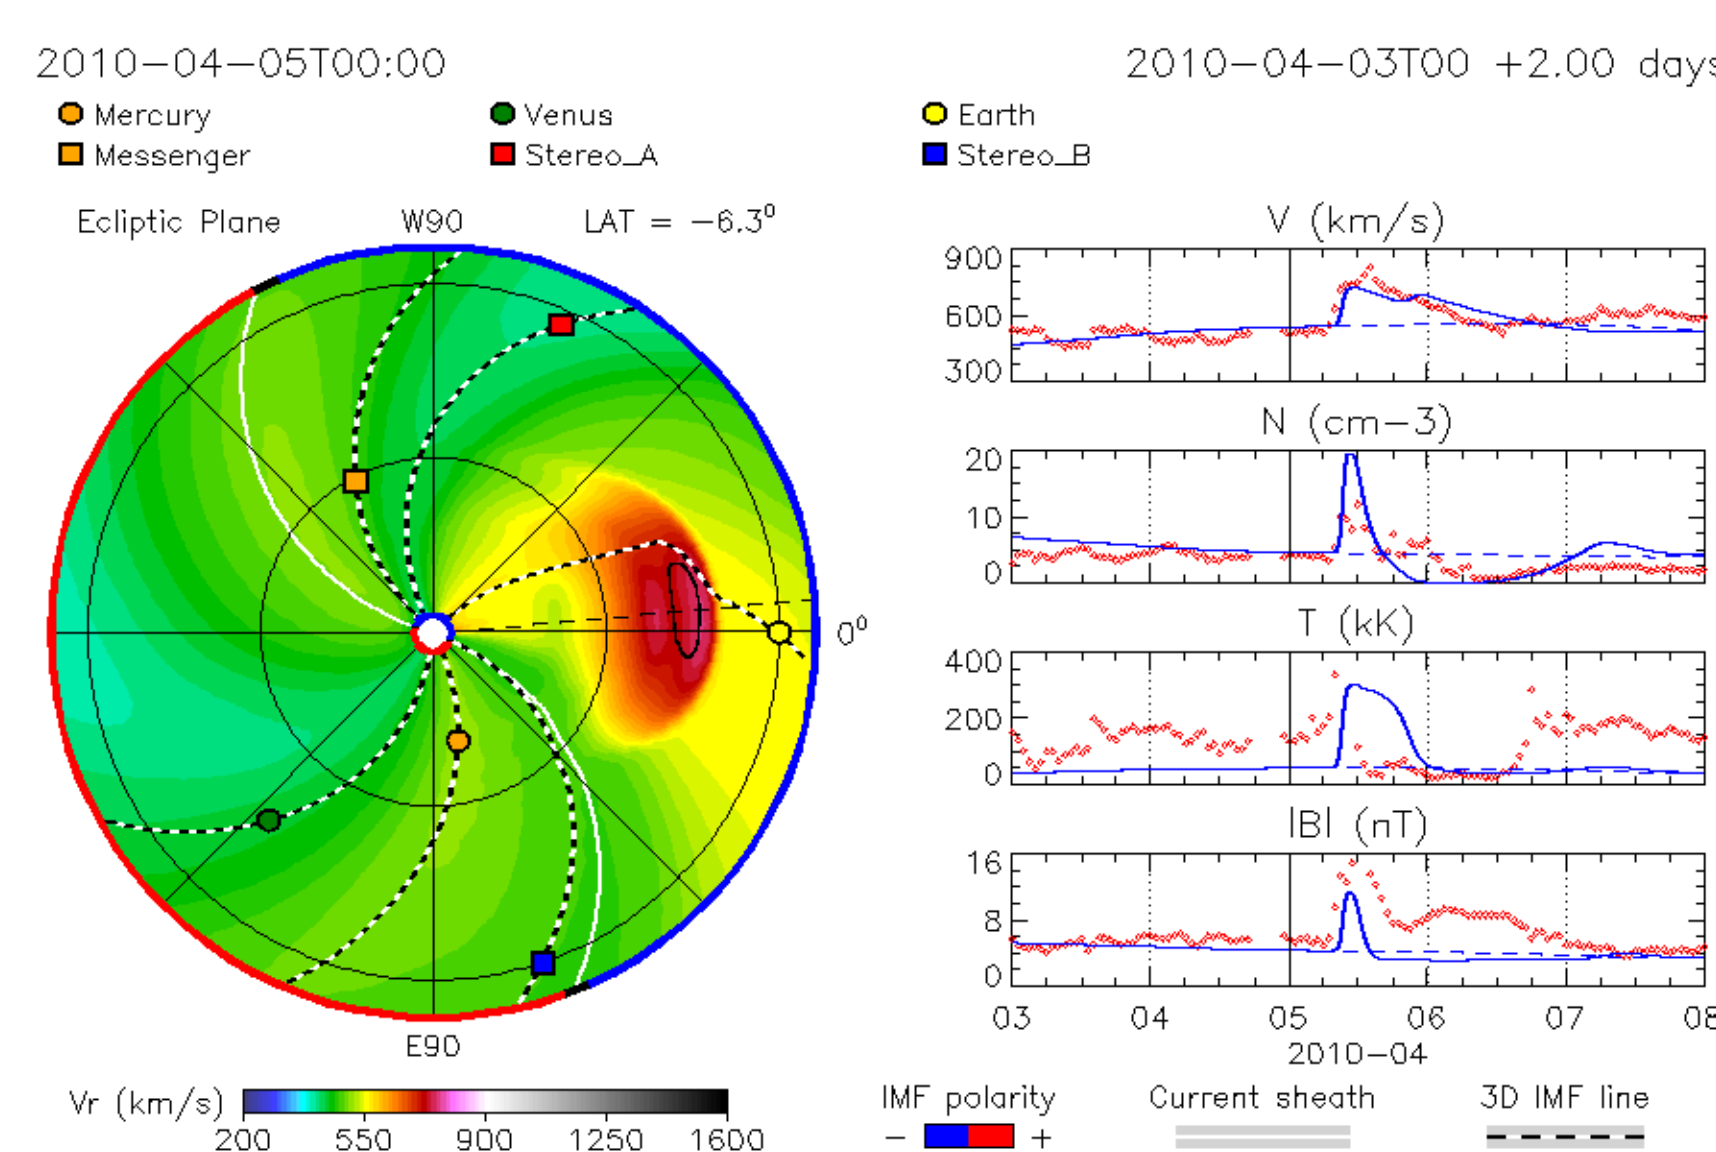 2010-04-05T00:00
2010-04-03T00 +2.00 days
Mercury
Venus
Earth
Messenger
Stereo_A
Stereo_B
Ecliptic Plane
W90
LAT = -6.3⁰
0⁰
E90
Vr (km/s)
200 550 900 1250 1600
V (km/s)
900
600
300
N (cm-3)
20
10
0
T (kK)
400
200
0
|B| (nT)
16
8
0
03 04 05 06 07 08
2010-04
IMF polarity
- +
Current sheath
3D IMF line